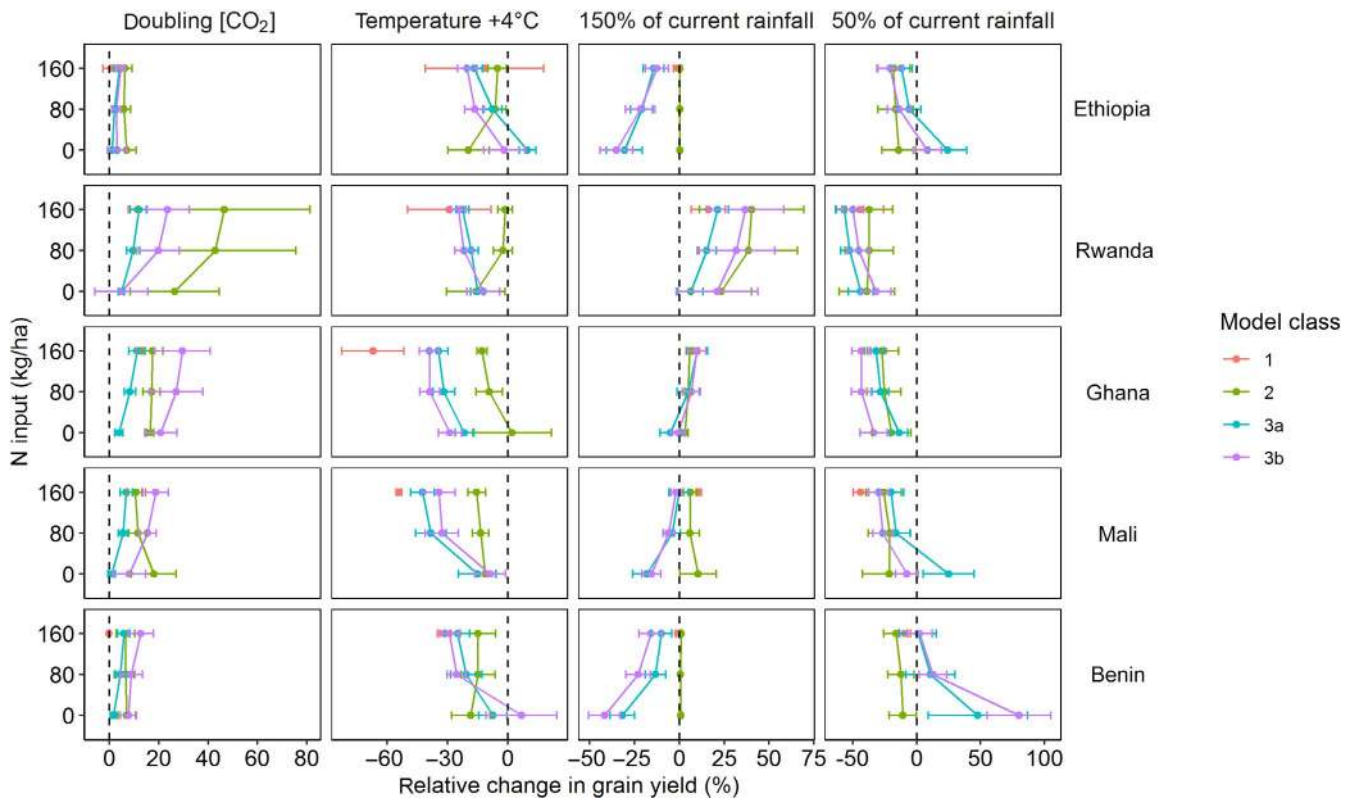 Doubling [CO₂] Temperature +4°C 150% of current rainfall 50% of current rainfall
160
80
0
Ethiopia
160
80
0
Rwanda
160
80
0
Ghana
160
80
0
Mali
160
80
0
Benin
N input (kg/ha)
0 20 40 60 80 −60 −30 0 −50 −25 0 25 50 75 -50 0 50 100
Relative change in grain yield (%)
Model class
1
2
3a
3b